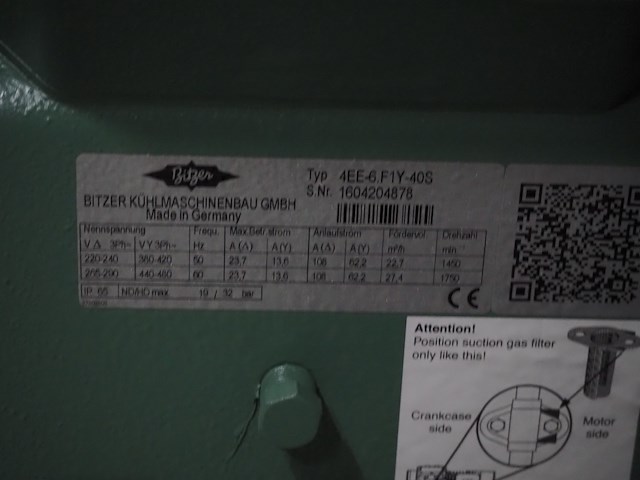 Bitzer
BITZER KÜHLMASCHINENBAU GMBH
Made in Germany
Typ 4EE-6.F1Y-40S
S.Nr. 1604204878
Nennspannung Frequ. Max.Betr.strom Anlaufstrom Fördervol. Drehzahl
V Δ 3Ph~ V Y 3Ph~ Hz A (Δ) A (Y) A (Δ) A (Y) m³/h min.
220-240 380-420 50 23,7 13,6 108 62,2 22,7 1450
265-290 440-480 60 23,7 13,6 108 62,2 27,4 1750
IP 65 ND/HD max. 19 / 32 bar
CE
Attention!
Position suction gas filter
only like this!
Crankcase
side
Motor
side